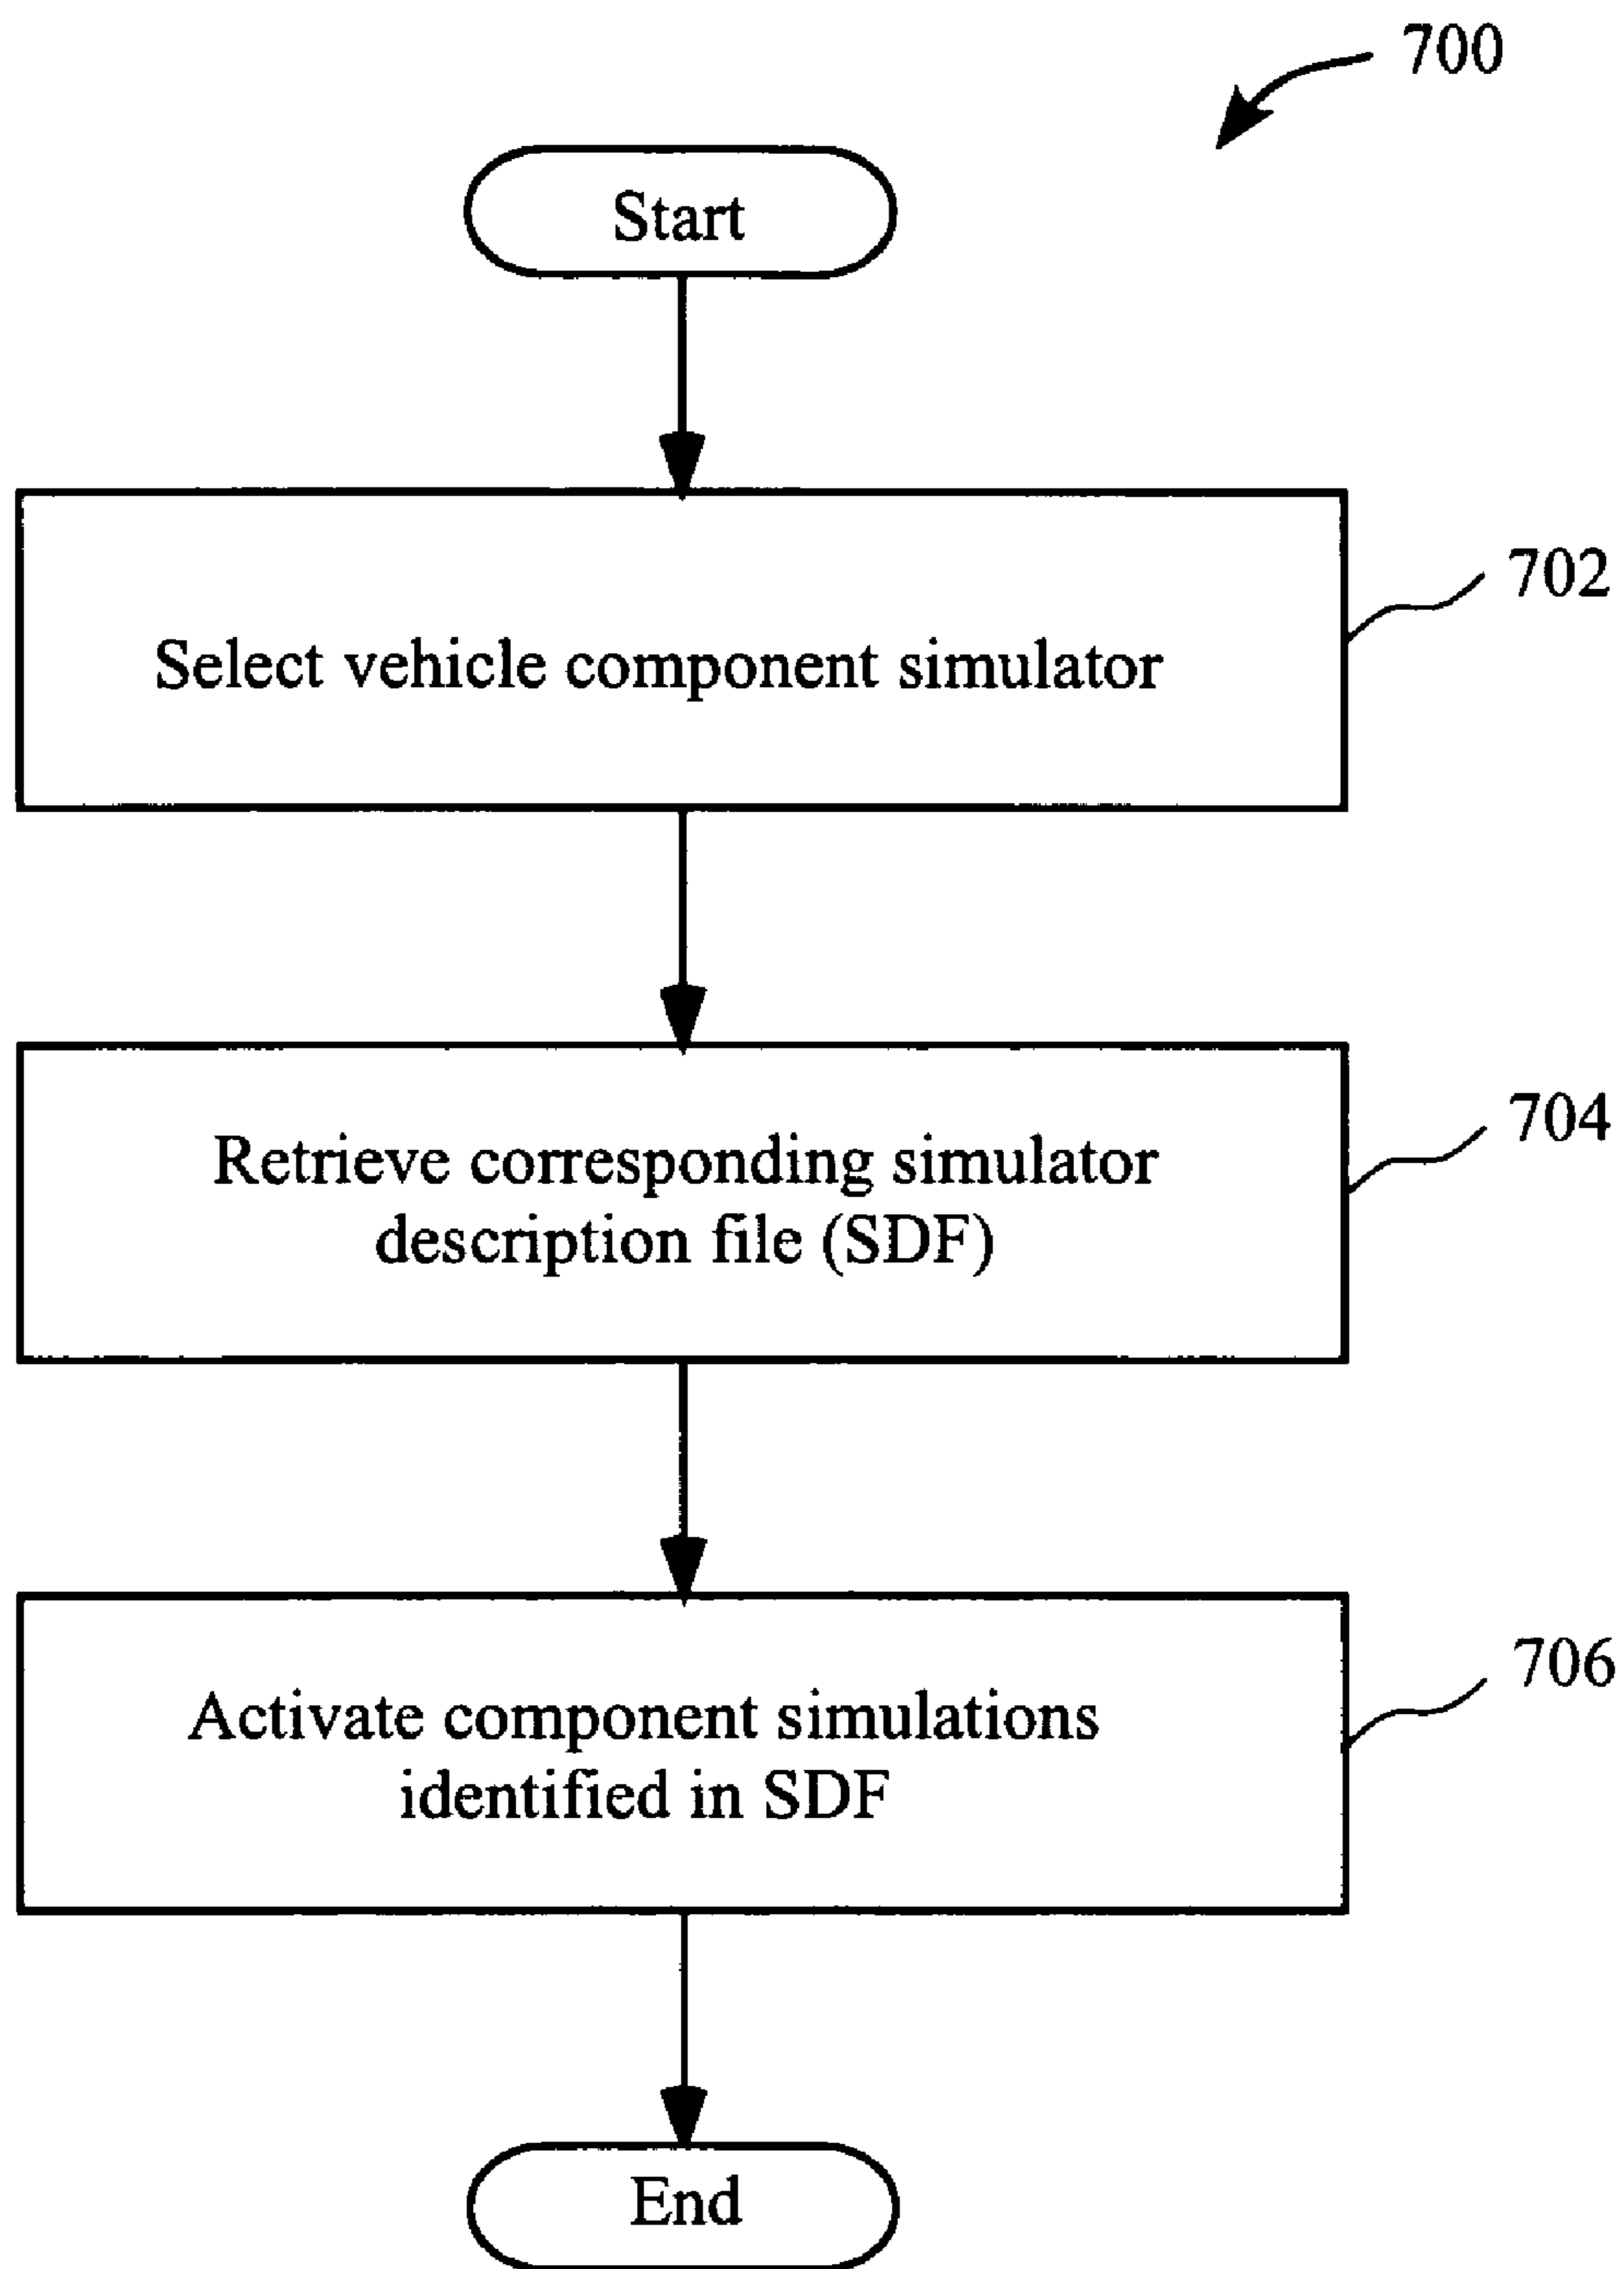 700
Start
Select vehicle component simulator
702
Retrieve corresponding simulator
description file (SDF)
704
Activate component simulations
identified in SDF
706
End